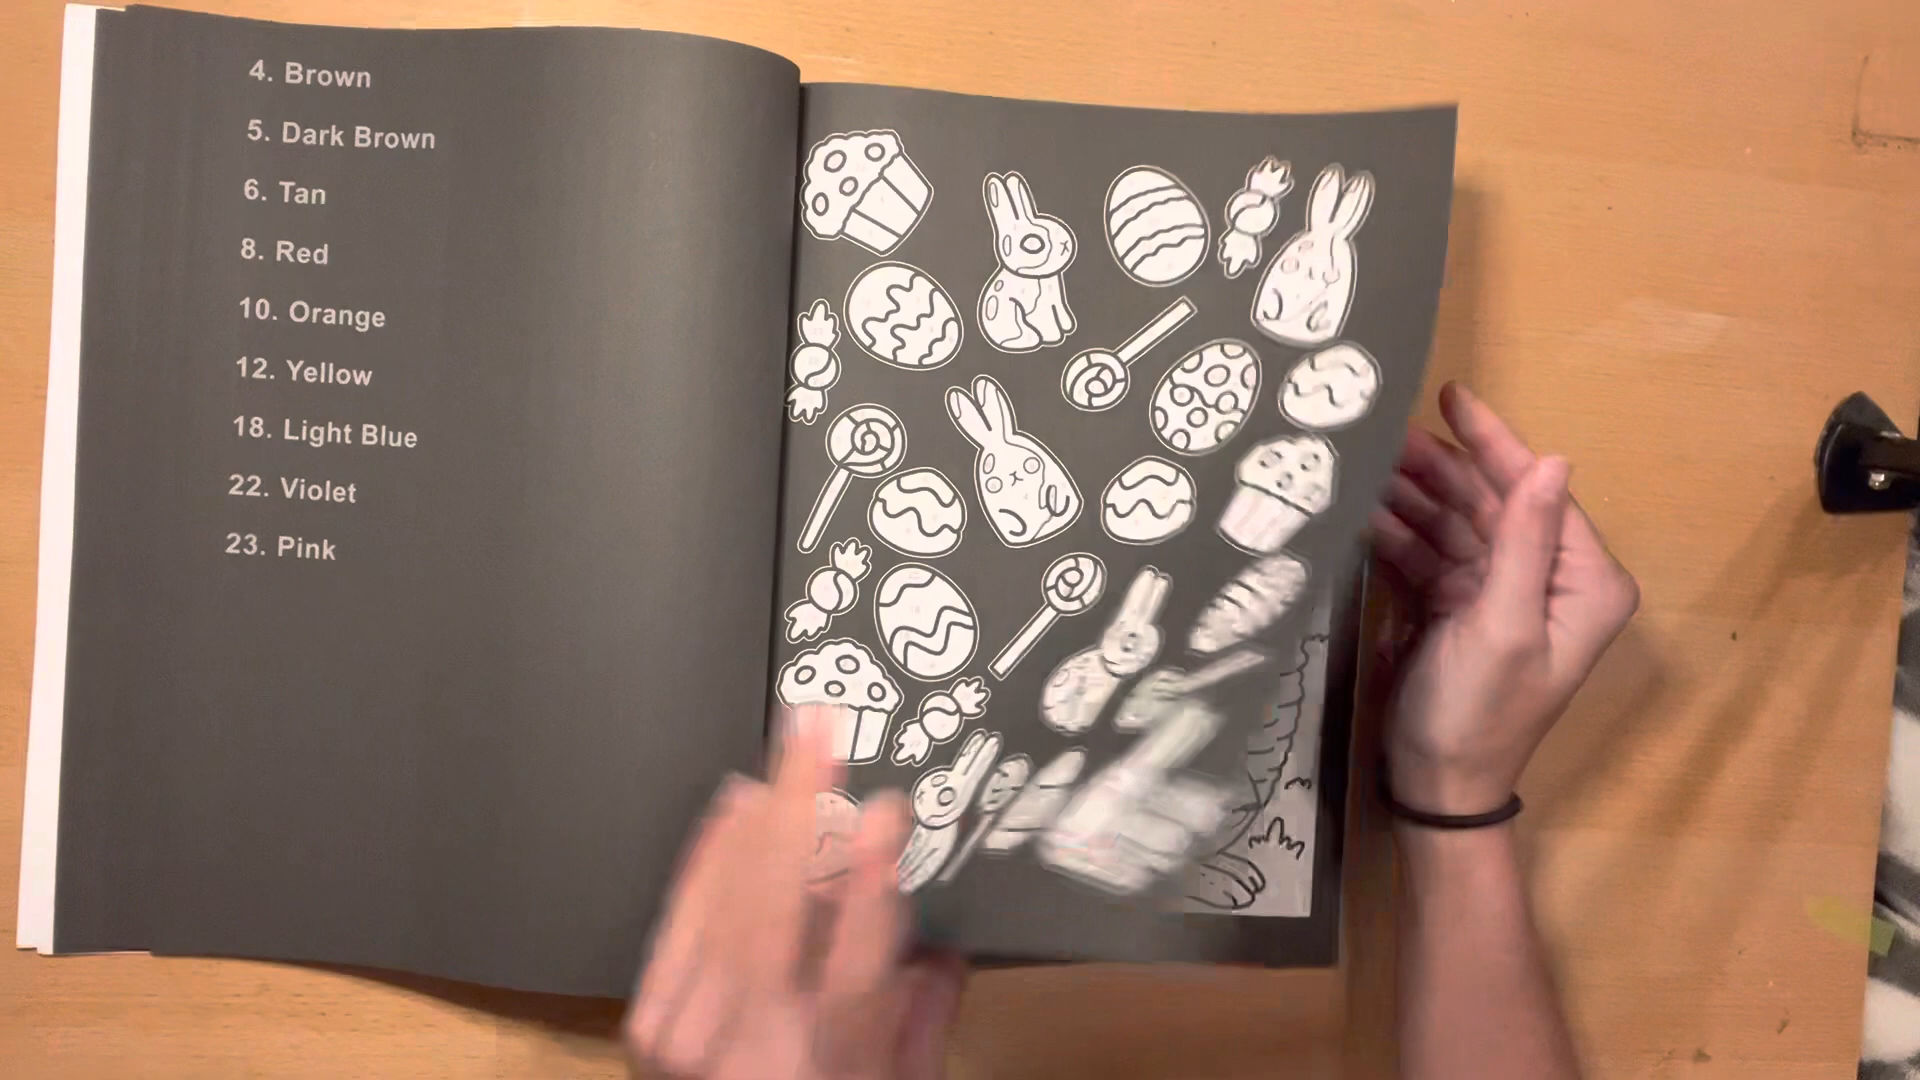 4. Brown
5. Dark Brown
6. Tan
8. Red
10. Orange
12. Yellow
18. Light Blue
22. Violet
23. Pink